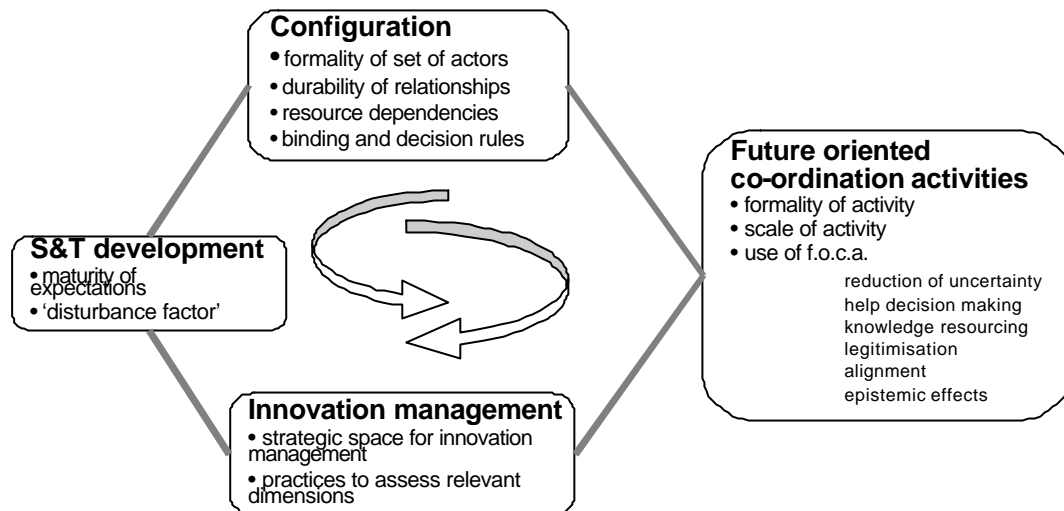 Configuration
• formality of set of actors
• durability of relationships
• resource dependencies
• binding and decision rules
S&T development
• maturity of
expectations
• 'disturbance factor'
Innovation management
• strategic space for innovation
management
• practices to assess relevant
dimensions
Future oriented
co-ordination activities
• formality of activity
• scale of activity
• use of f.o.c.a.
reduction of uncertainty
help decision making
knowledge resourcing
legitimisation
alignment
epistemic effects